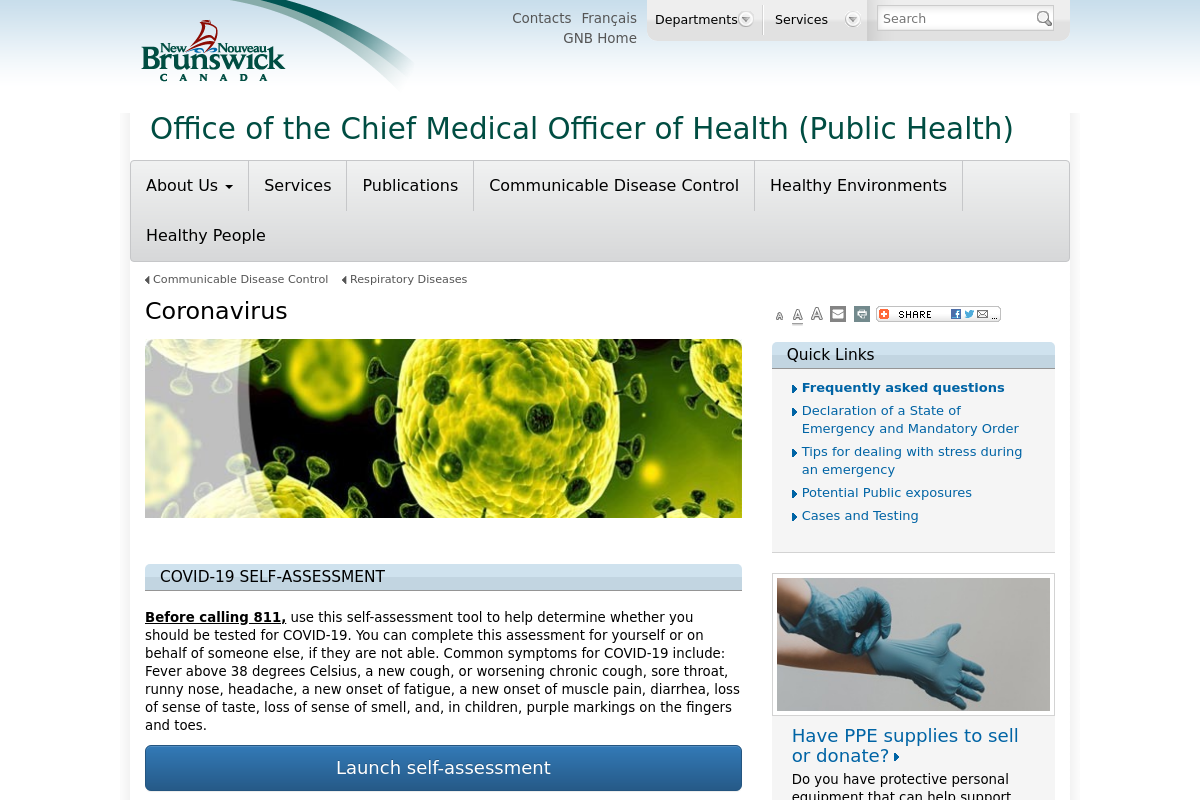 Contacts Français
GNB Home
Departments
Services
Search
New Nouveau
Brunswick
CANADA
Office of the Chief Medical Officer of Health (Public Health)
About Us
Services
Publications
Communicable Disease Control
Healthy Environments
Healthy People
Communicable Disease Control
Respiratory Diseases
Coronavirus
A A A
SHARE
...
Quick Links
Frequently asked questions
Declaration of a State of
Emergency and Mandatory Order
Tips for dealing with stress during
an emergency
Potential Public exposures
Cases and Testing
COVID-19 SELF-ASSESSMENT
Before calling 811, use this self-assessment tool to help determine whether you
should be tested for COVID-19. You can complete this assessment for yourself or on
behalf of someone else, if they are not able. Common symptoms for COVID-19 include:
Fever above 38 degrees Celsius, a new cough, or worsening chronic cough, sore throat,
runny nose, headache, a new onset of fatigue, a new onset of muscle pain, diarrhea, loss
of sense of taste, loss of sense of smell, and, in children, purple markings on the fingers
and toes.
Launch self-assessment
Have PPE supplies to sell
or donate?
Do you have protective personal
equipment that can help support